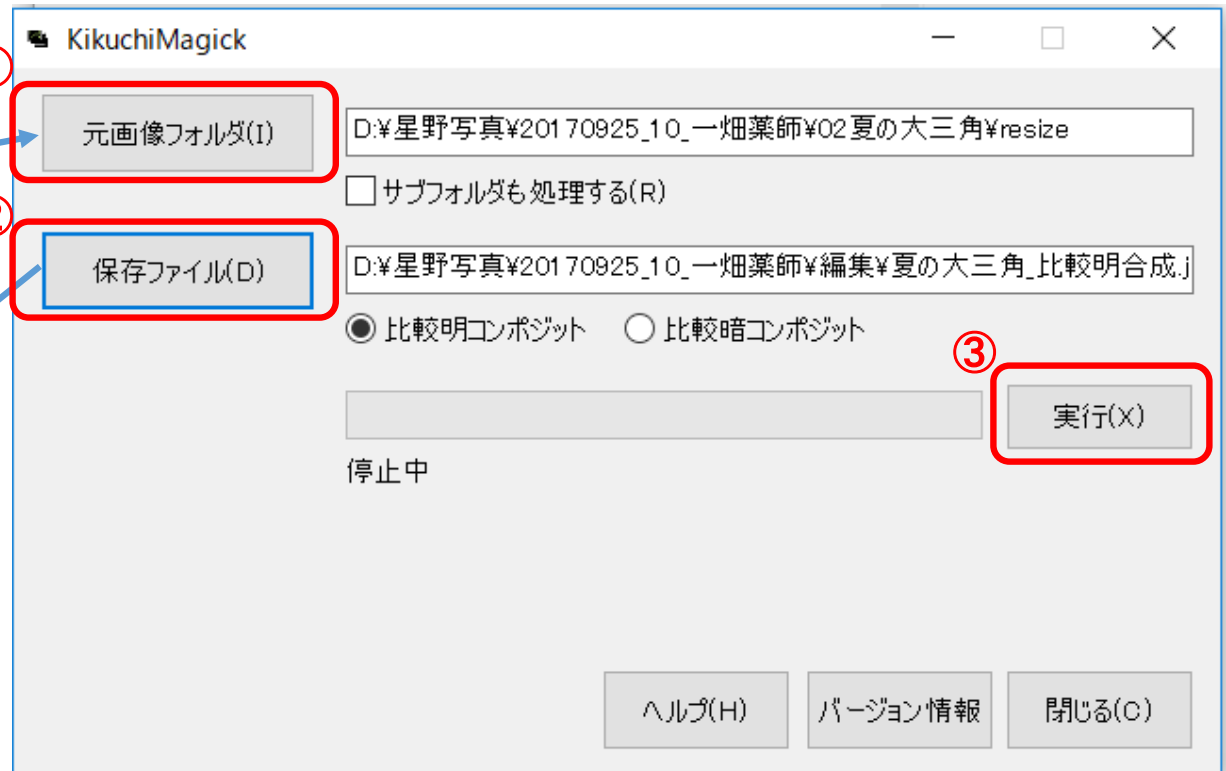 KikuchiMagick
元画像フォルダ(I)
D:¥星野写真¥20170925_10_一畑薬師¥02夏の大三角¥resize
サブフォルダも処理する(R)
②
保存ファイル(D)
D:¥星野写真¥20170925_10_一畑薬師¥編集¥夏の大三角_比較明合成.j
比較明コンポジット
比較暗コンポジット
③
実行(X)
停止中
ヘルプ(H)
バージョン情報
閉じる(C)